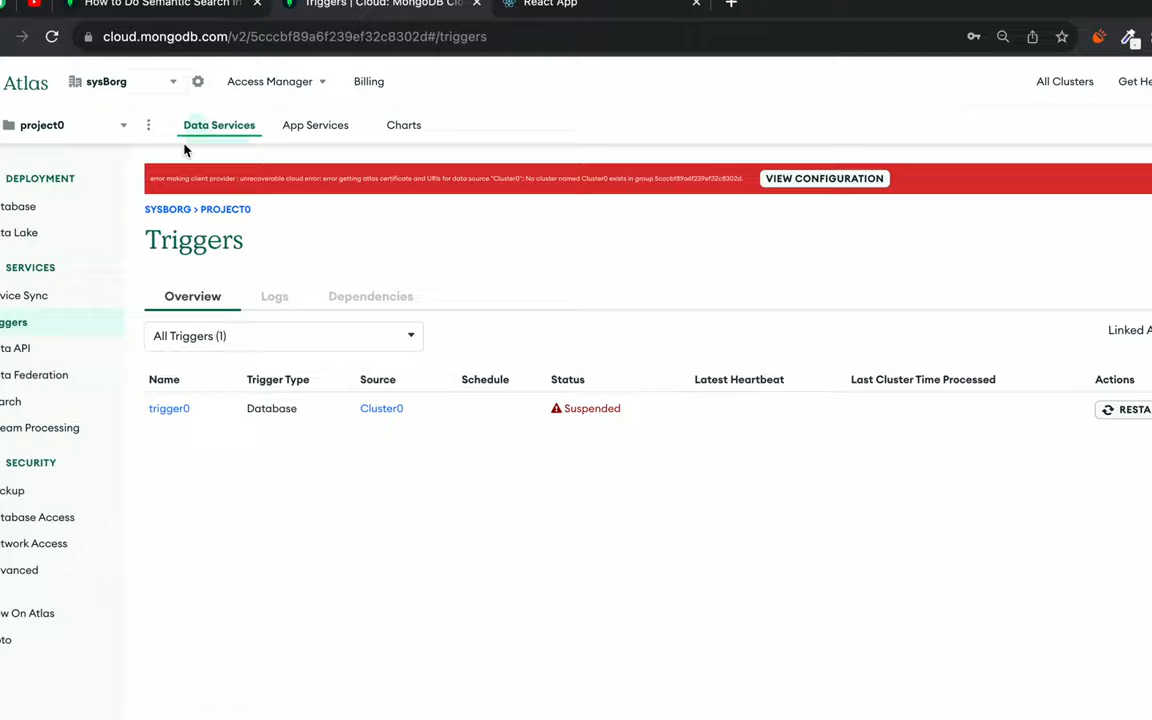 How to Do Semantic Search in
Triggers | Cloud: MongoDB Clo
React App
cloud.mongodb.com/v2/5cccbf89a6f239ef32c8302d#/triggers
Atlas
sysBorg
Access Manager
Billing
All Clusters
Get He
project0
Data Services
App Services
Charts
error making client provider : unrecoverable cloud error: error getting atlas certificate and URIs for data source "Cluster0": No cluster named Cluster0 exists in group 5cccbf89a6f239ef32c8302d.
VIEW CONFIGURATION
DEPLOYMENT
tabase
ta Lake
SERVICES
vice Sync
ggers
ta API
ta Federation
arch
eam Processing
SECURITY
ckup
tabase Access
twork Access
vanced
w On Atlas
oto
SYSBORG > PROJECT0
Triggers
Overview
Logs
Dependencies
All Triggers (1)
Linked A
Name Trigger Type Source Schedule Status Latest Heartbeat Last Cluster Time Processed Actions
trigger0 Database Cluster0 Suspended RESTA